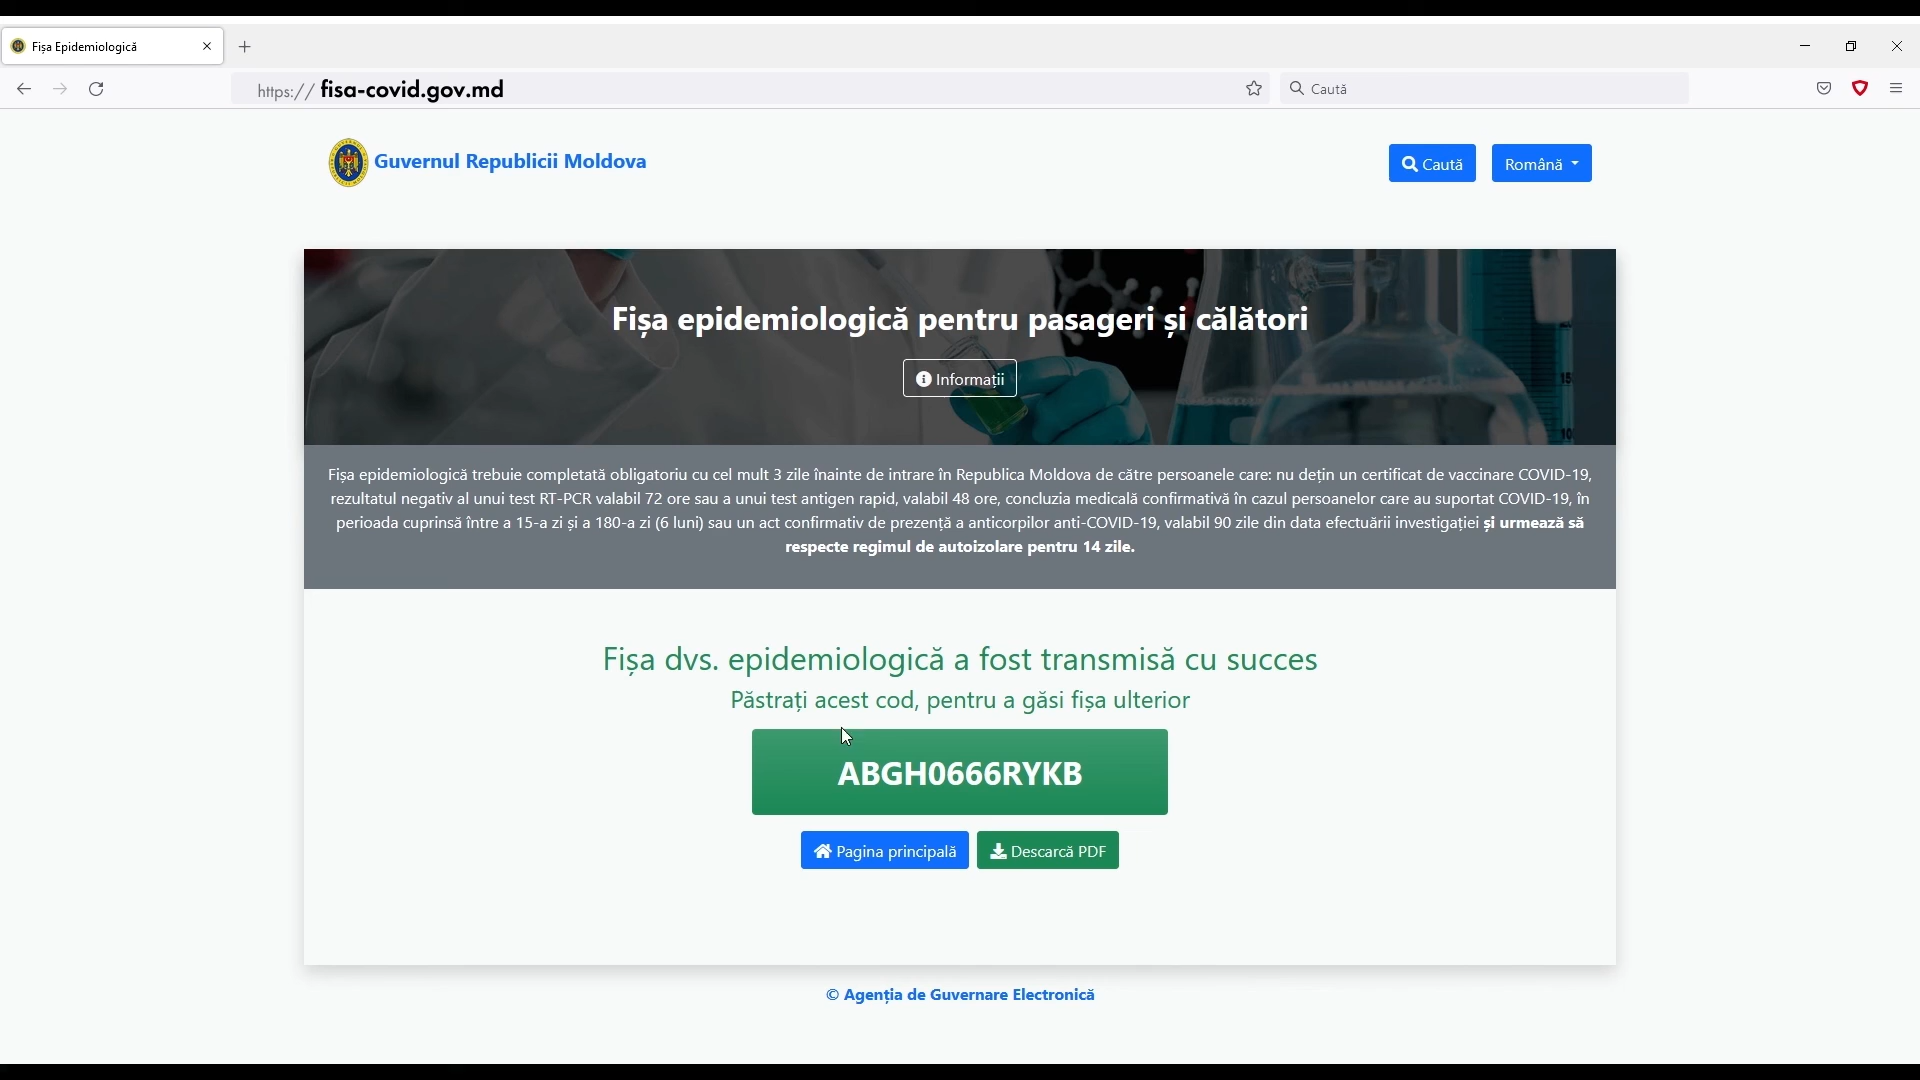 Fișa Epidemiologică
https:// fisa-covid.gov.md
Caută
Guvernul Republicii Moldova
Caută
Română
Fișa epidemiologică pentru pasageri și călători
Informații
Fișa epidemiologică trebuie completată obligatoriu cu cel mult 3 zile înainte de intrare în Republica Moldova de către persoanele care: nu dețin un certificat de vaccinare COVID-19,
rezultatul negativ al unui test RT-PCR valabil 72 ore sau a unui test antigen rapid, valabil 48 ore, concluzia medicală confirmativă în cazul persoanelor care au suportat COVID-19, în
perioada cuprinsă între a 15-a zi și a 180-a zi (6 luni) sau un act confirmativ de prezență a anticorpilor anti-COVID-19, valabil 90 zile din data efectuării investigației și urmează să
respecte regimul de autoizolare pentru 14 zile.
Fișa dvs. epidemiologică a fost transmisă cu succes
Păstrați acest cod, pentru a găsi fișa ulterior
ABGH0666RYKB
Pagina principală
Descarcă PDF
© Agenția de Guvernare Electronică